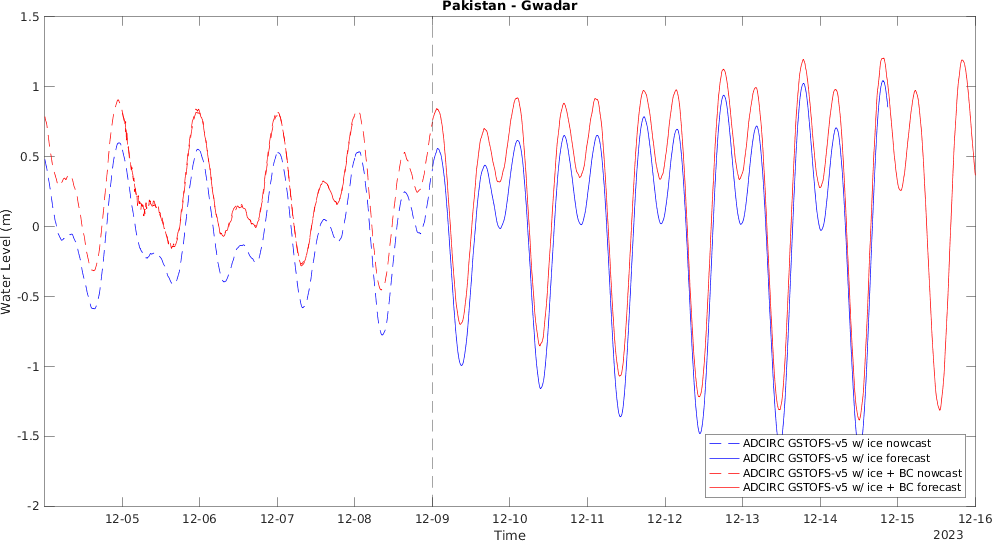 Pakistan - Gwadar
Water Level (m)
1.5
1
0.5
0
-0.5
-1
-1.5
-2
ADCIRC GSTOFS-v5 w/ ice nowcast
ADCIRC GSTOFS-v5 w/ ice forecast
ADCIRC GSTOFS-v5 w/ ice + BC nowcast
ADCIRC GSTOFS-v5 w/ ice + BC forecast
12-05 12-06 12-07 12-08 12-09 12-10 12-11 12-12 12-13 12-14 12-15 12-16
Time
2023